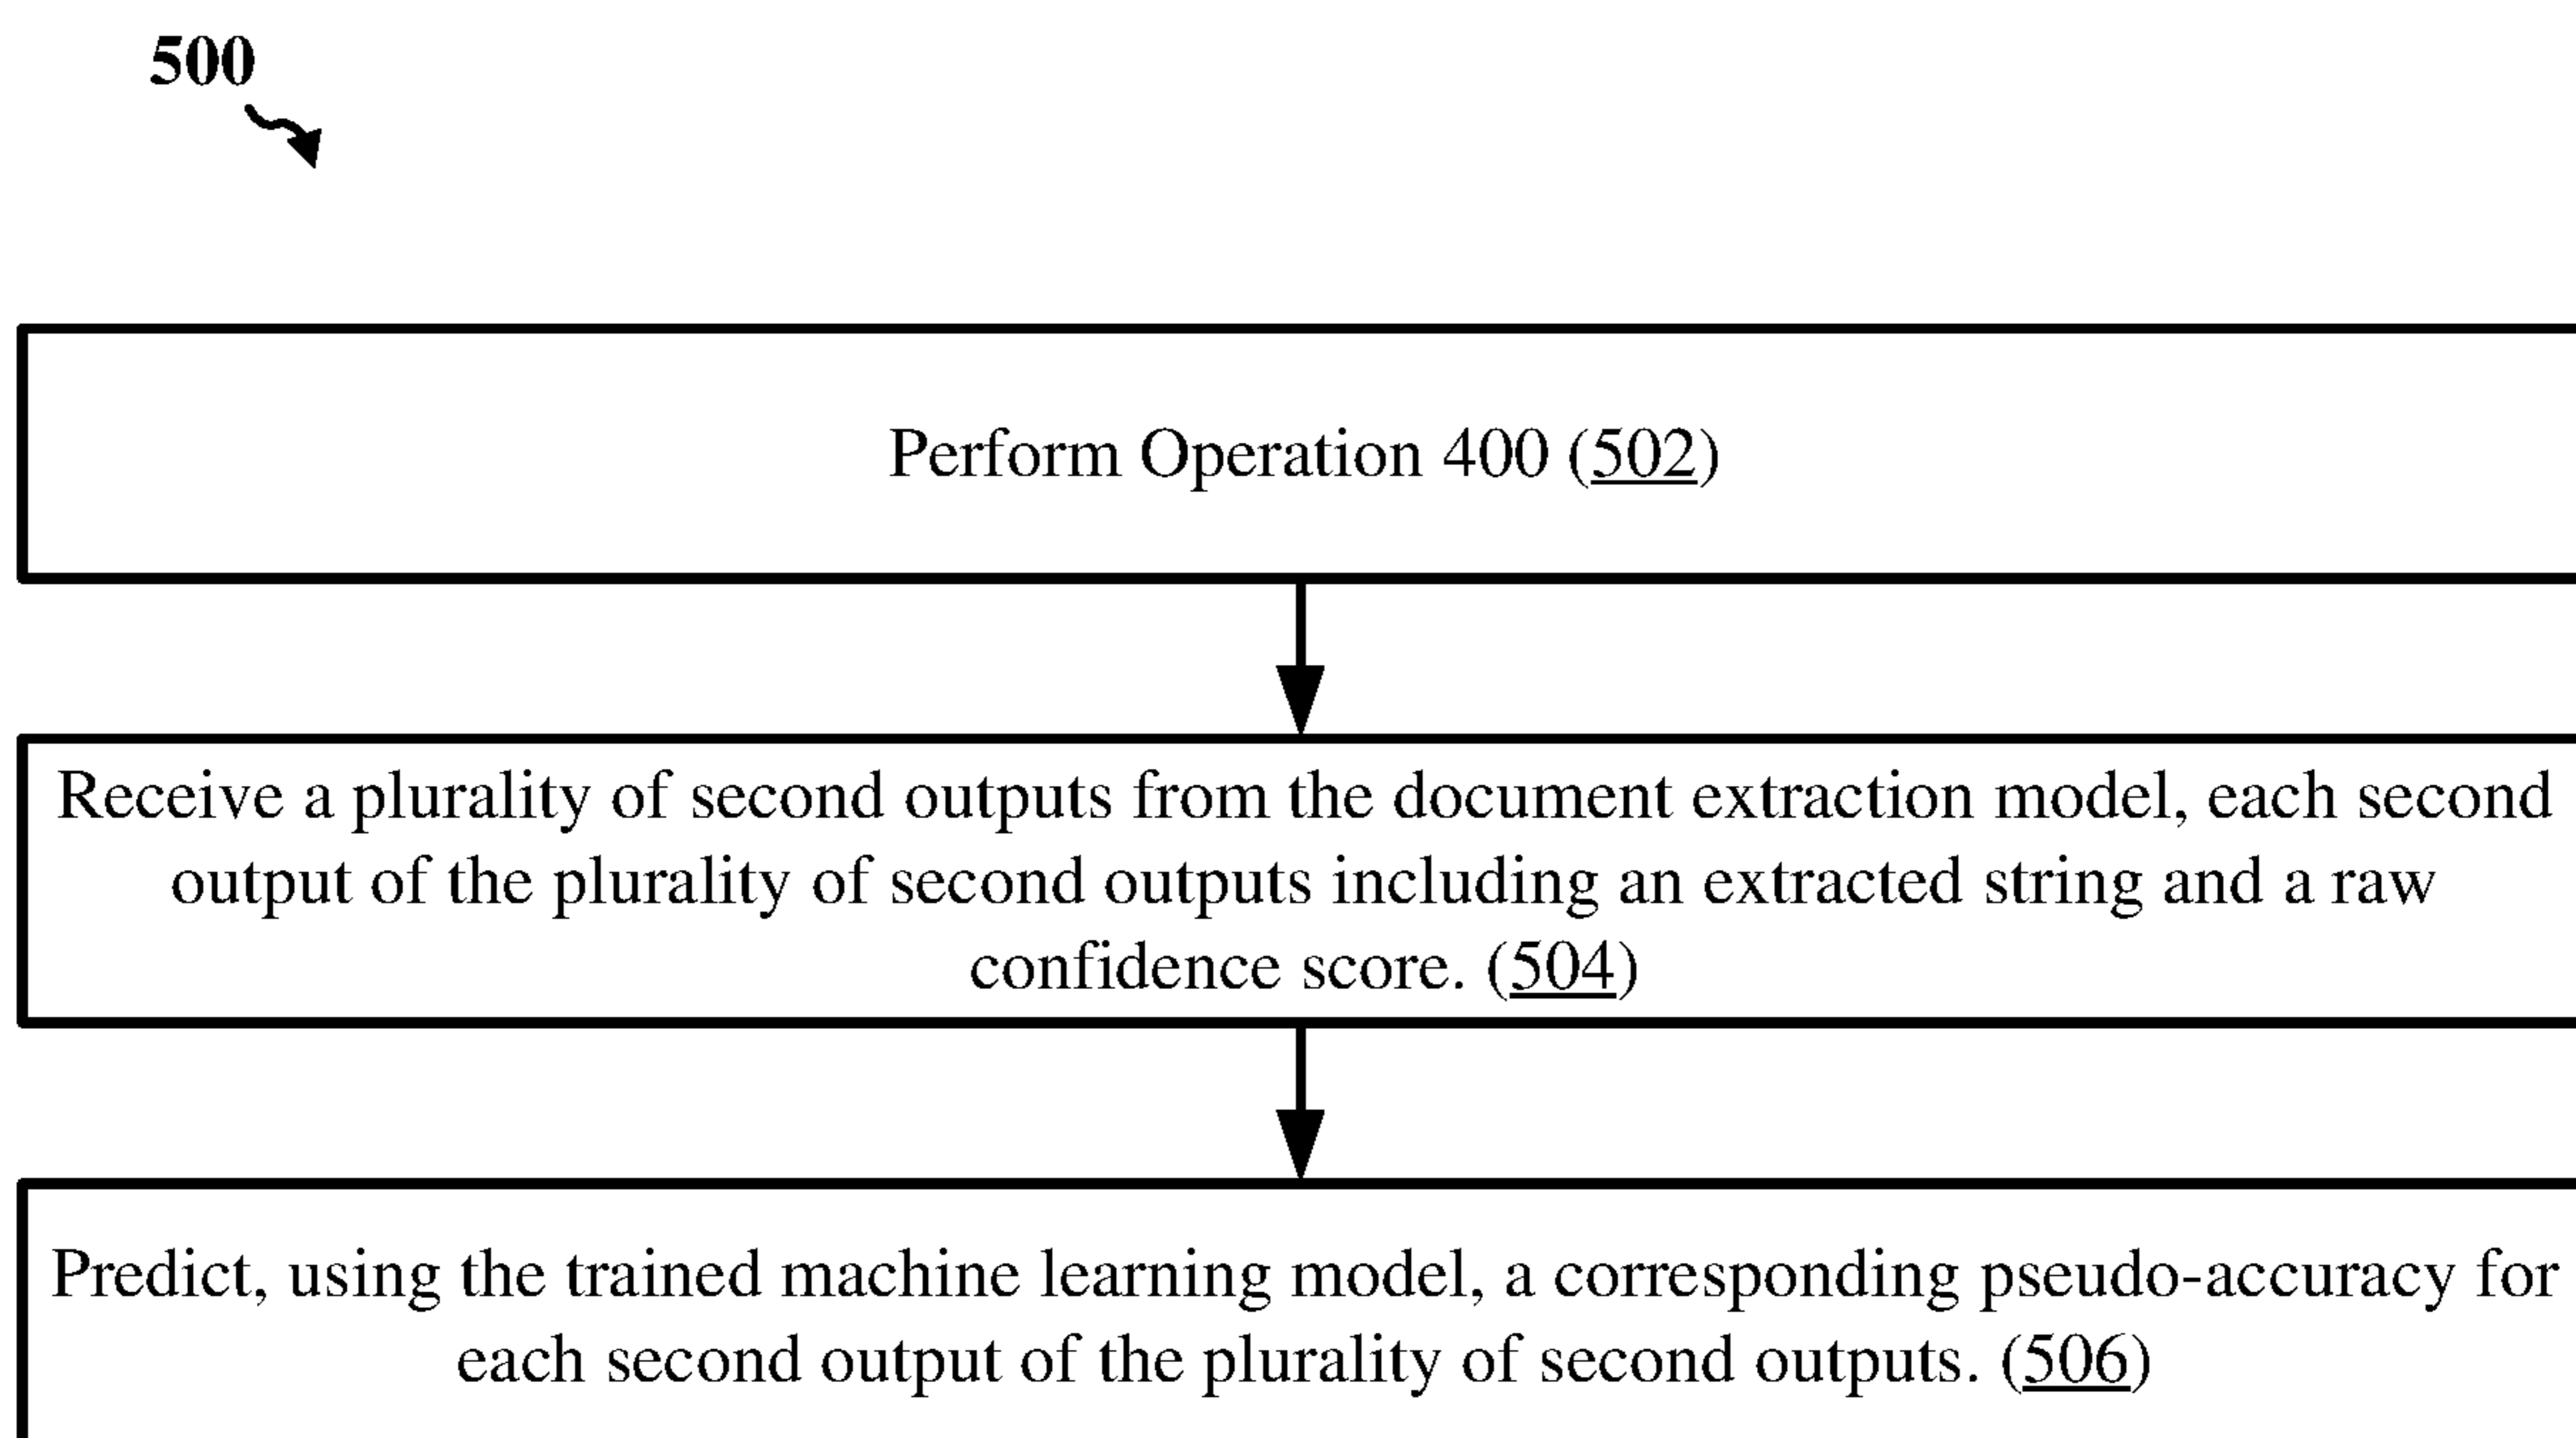 500
Perform Operation 400 (502)
Receive a plurality of second outputs from the document extraction model, each second
output of the plurality of second outputs including an extracted string and a raw
confidence score. (504)
Predict, using the trained machine learning model, a corresponding pseudo-accuracy for
each second output of the plurality of second outputs. (506)